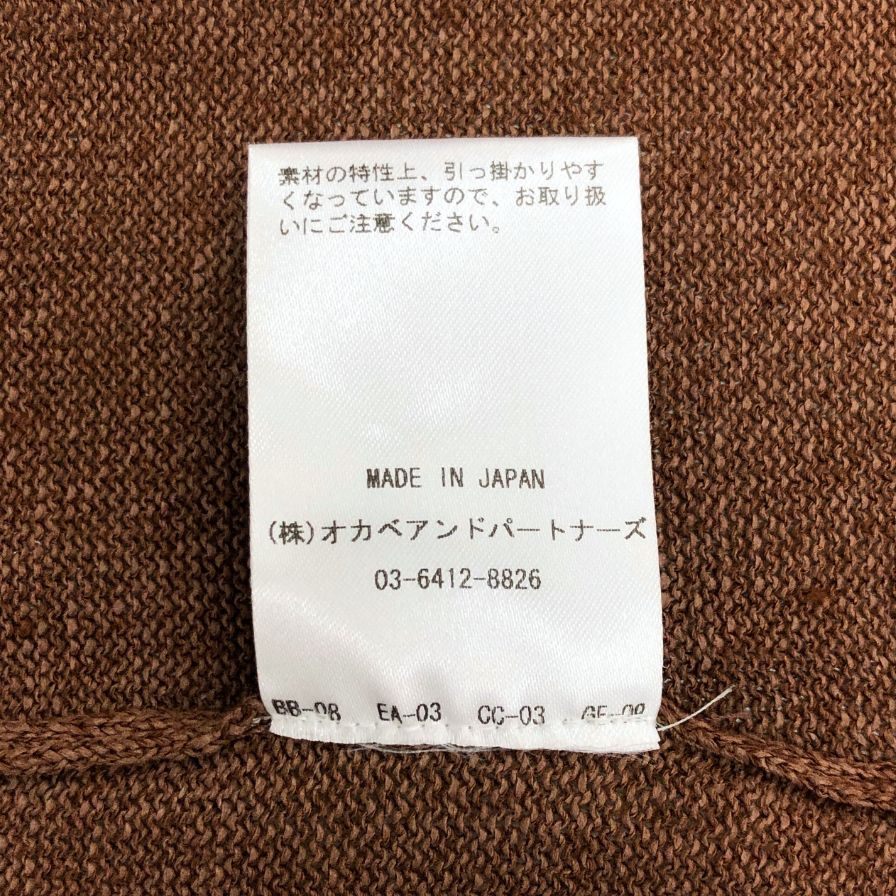 素材の特性上、引っ掛かりやす
くなっていますので、お取り扱
いにご注意ください。
MADE IN JAPAN
(株)オカベアンドパートナーズ
03-6412-8826
BB-08 EA-03 CC-03